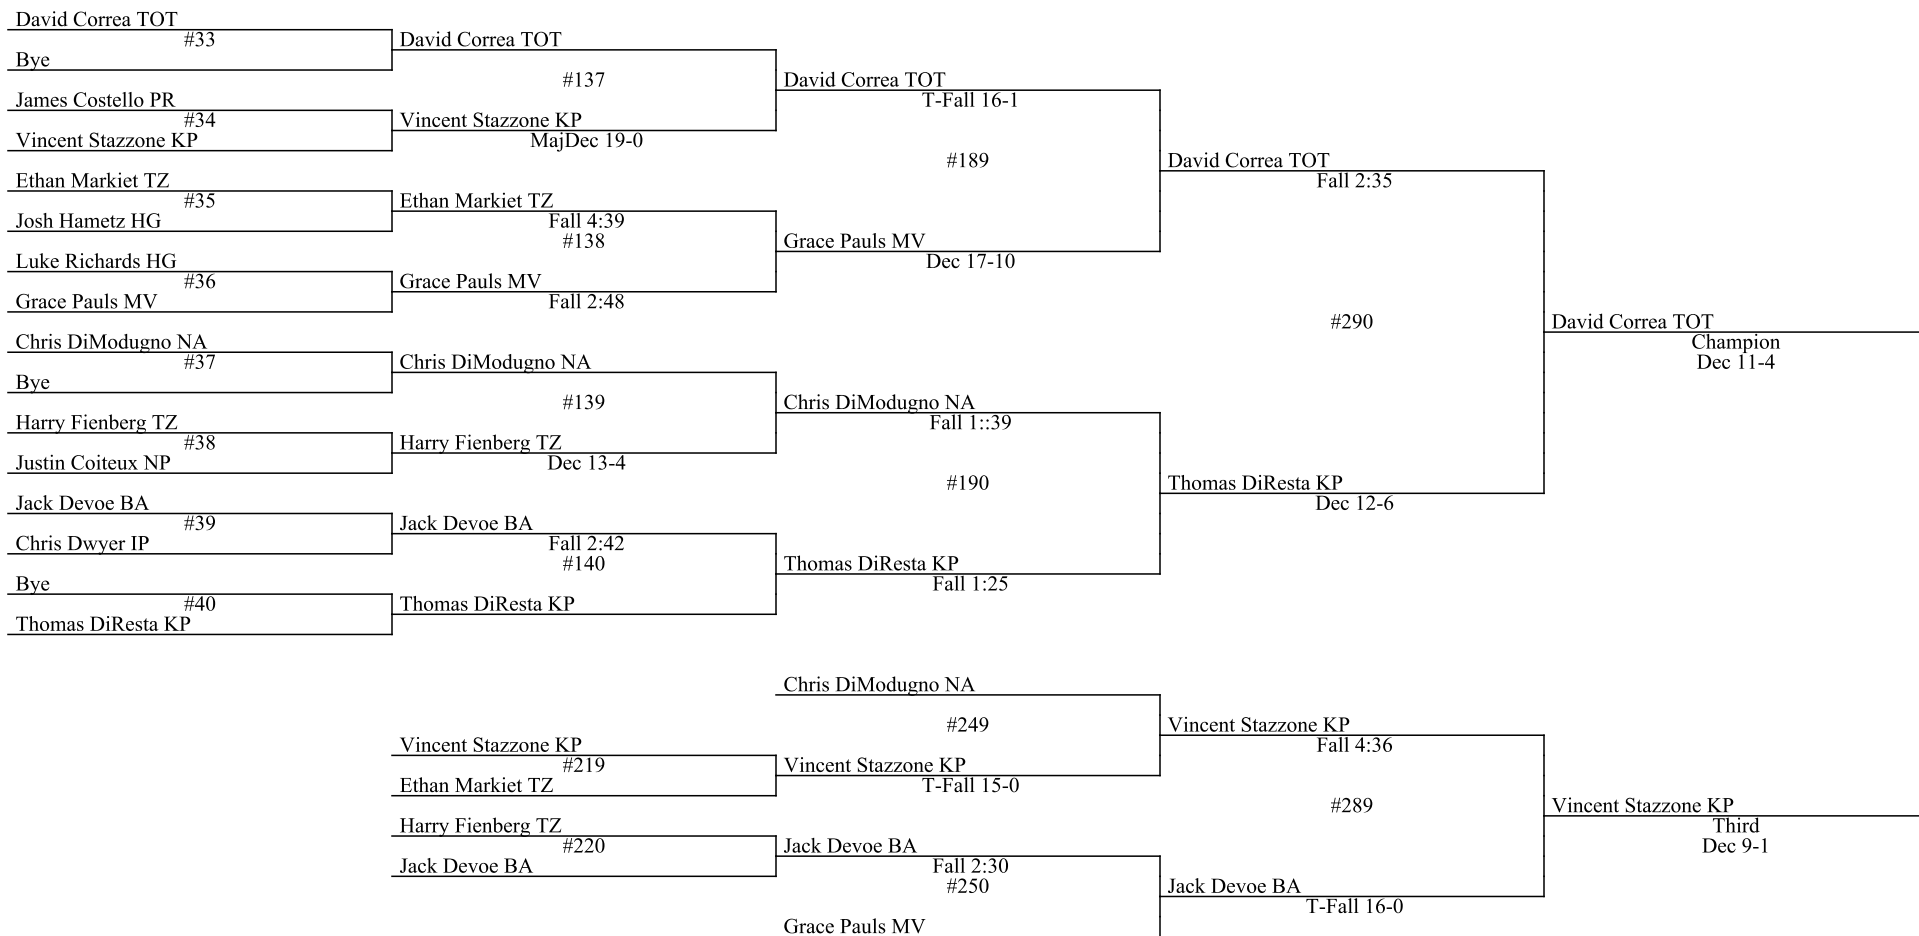 David Correa TOT
#33
David Correa TOT
Bye
#137
David Correa TOT
James Costello PR
T-Fall 16-1
#34
Vincent Stazzone KP
Vincent Stazzone KP
MajDec 19-0
#189
David Correa TOT
Ethan Markiet TZ
Fall 2:35
#35
Ethan Markiet TZ
Josh Hametz HG
Fall 4:39
#138
Grace Pauls MV
Luke Richards HG
Dec 17-10
#36
Grace Pauls MV
Grace Pauls MV
Fall 2:48
#290
David Correa TOT
Chris DiModugno NA
Champion
#37
Chris DiModugno NA
Dec 11-4
Bye
#139
Chris DiModugno NA
Harry Fienberg TZ
Fall 1::39
#38
Harry Fienberg TZ
Justin Coiteux NP
Dec 13-4
#190
Thomas DiResta KP
Jack Devoe BA
Dec 12-6
#39
Jack Devoe BA
Chris Dwyer IP
Fall 2:42
#140
Thomas DiResta KP
Bye
Fall 1:25
#40
Thomas DiResta KP
Thomas DiResta KP
Chris DiModugno NA
#249
Vincent Stazzone KP
Vincent Stazzone KP
Fall 4:36
#219
Vincent Stazzone KP
Ethan Markiet TZ
T-Fall 15-0
#289
Vincent Stazzone KP
Harry Fienberg TZ
Third
#220
Jack Devoe BA
Dec 9-1
Jack Devoe BA
Fall 2:30
#250
Jack Devoe BA
T-Fall 16-0
Grace Pauls MV